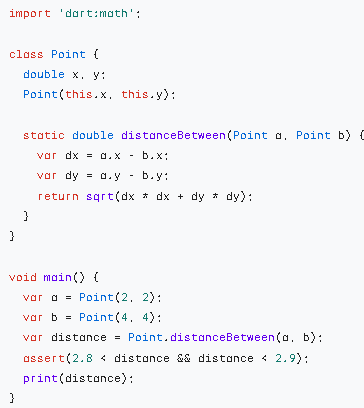 import 'dart:math';
class Point {
  double x, y;
  Point(this.x, this.y);
  static double distanceBetween(Point a, Point b) {
    var dx = a.x - b.x;
    var dy = a.y - b.y;
    return sqrt(dx * dx + dy * dy);
  }
}
void main() {
  var a = Point(2, 2);
  var b = Point(4, 4);
  var distance = Point.distanceBetween(a, b);
  assert(2.8 < distance && distance < 2.9);
  print(distance);
}